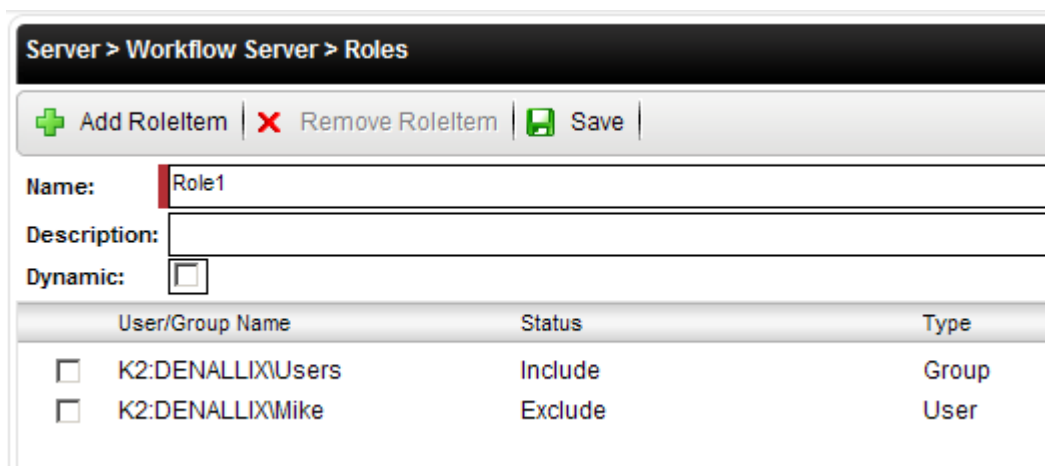 Server > Workflow Server > Roles
Add RoleItem Remove RoleItem Save
Name: Role1
Description:
Dynamic:
User/Group Name Status Type
K2:DENALLIX\Users Include Group
K2:DENALLIX\Mike Exclude User